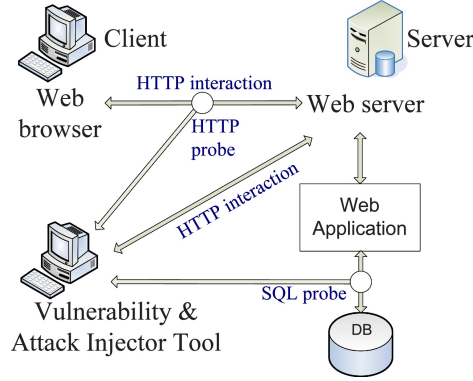 Client
Server
HTTP interaction
Web
browser
Web server
HTTP
probe
HTTP interaction
Web
Application
SQL probe
Vulnerability &
Attack Injector Tool
DB